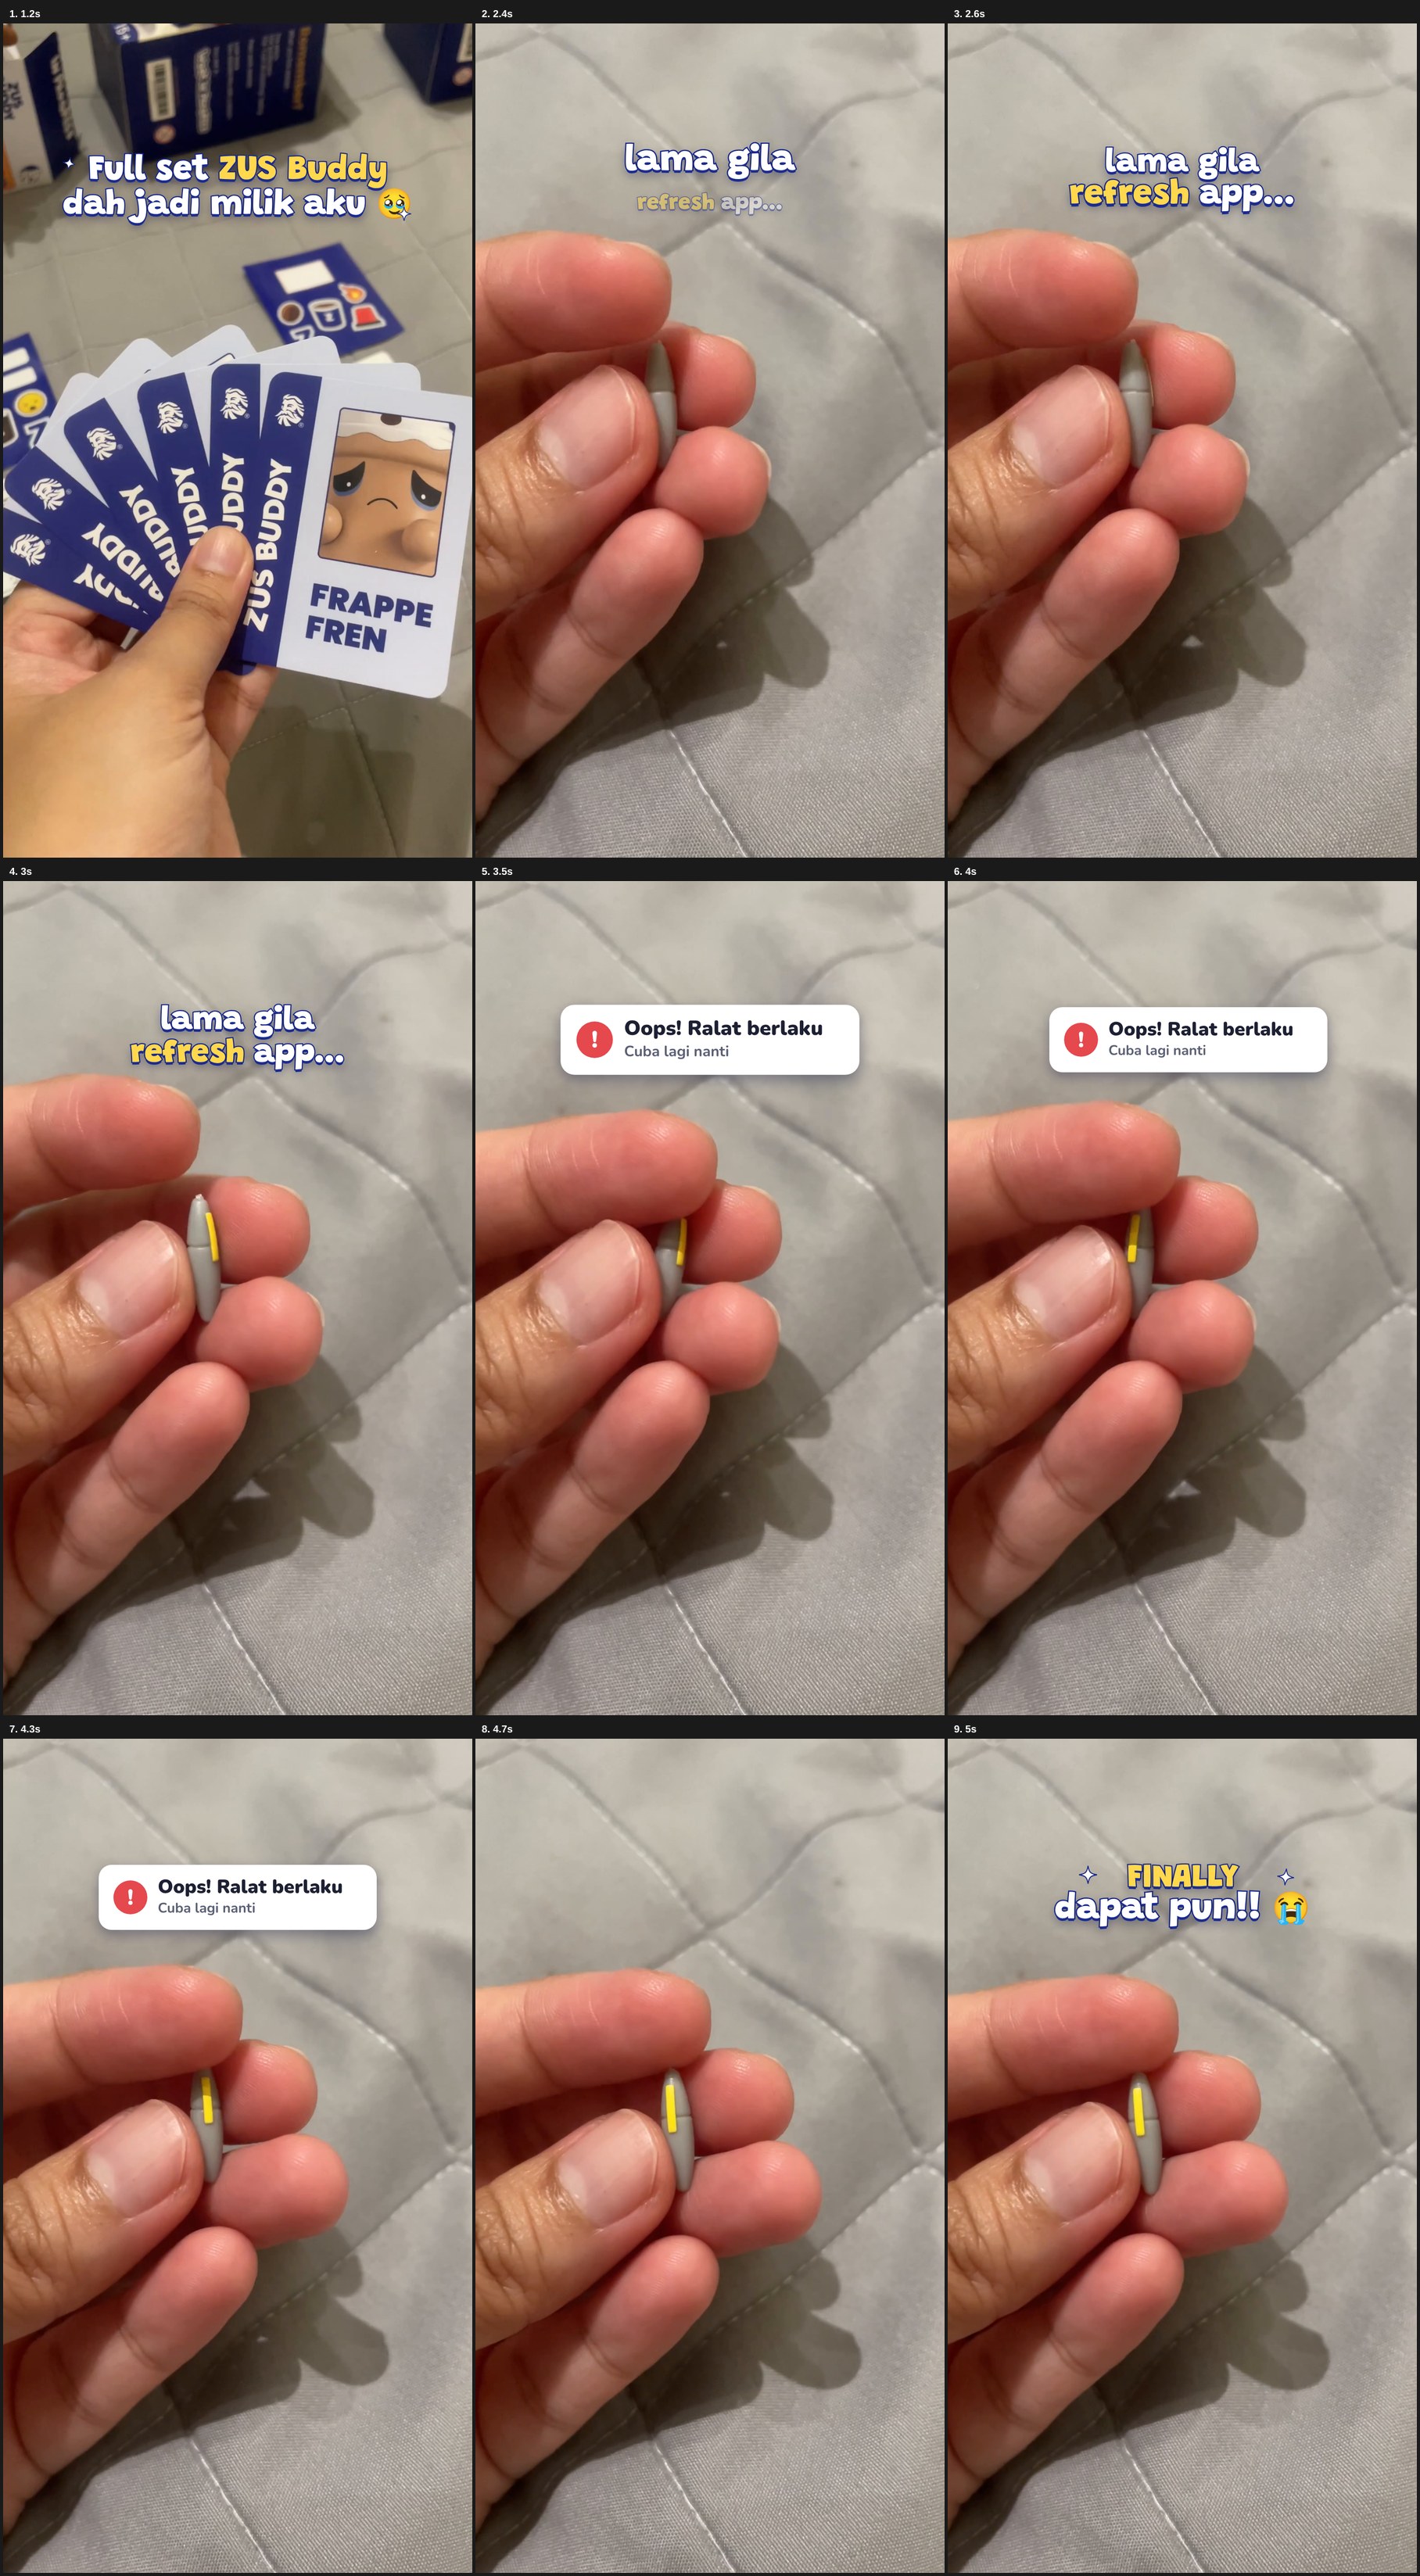 1. 1.2s
Full set ZUS Buddy
dah jadi milik aku 🥹
ZUS BUDDY
BUDDY
BUDDY
FRAPPE
FREN
2. 2.4s
lama gila
refresh app...
3. 2.6s
lama gila
refresh app...
4. 3s
lama gila
refresh app...
5. 3.5s
Oops! Ralat berlaku
Cuba lagi nanti
6. 4s
Oops! Ralat berlaku
Cuba lagi nanti
7. 4.3s
Oops! Ralat berlaku
Cuba lagi nanti
8. 4.7s
9. 5s
FINALLY
dapat pun!! 😭